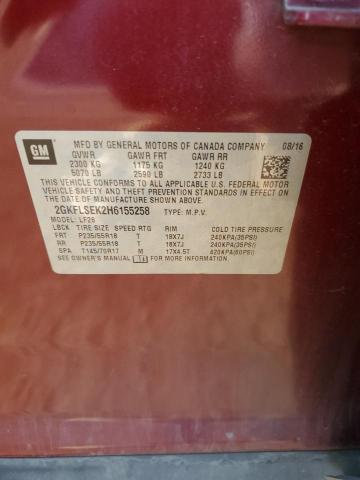 GM
MFD BY GENERAL MOTORS OF CANADA COMPANY 08/16
GVWR GAWR FRT GAWR RR
2300 KG 1175 KG 1240 KG
5070 LB 2590 LB 2733 LB
THIS VEHICLE CONFORMS TO ALL APPLICABLE U.S. FEDERAL MOTOR
VEHICLE SAFETY AND THEFT PREVENTION STANDARDS IN EFFECT ON THE
DATE OF MANUFACTURE SHOWN ABOVE.
2GKFLSEK2H6155258 TYPE: M.P.V.
MODEL: LF26
LBCK TIRE SIZE SPEED RTG RIM COLD TIRE PRESSURE
FRT P235/55R18 T 18X7J 240KPA(35PSI)
RR P235/55R18 T 18X7J 240KPA(35PSI)
SPA T145/70R17 M 17X4.5T 420KPA(60PSI)
SEE OWNER'S MANUAL FOR ADDITIONAL INFORMATION.